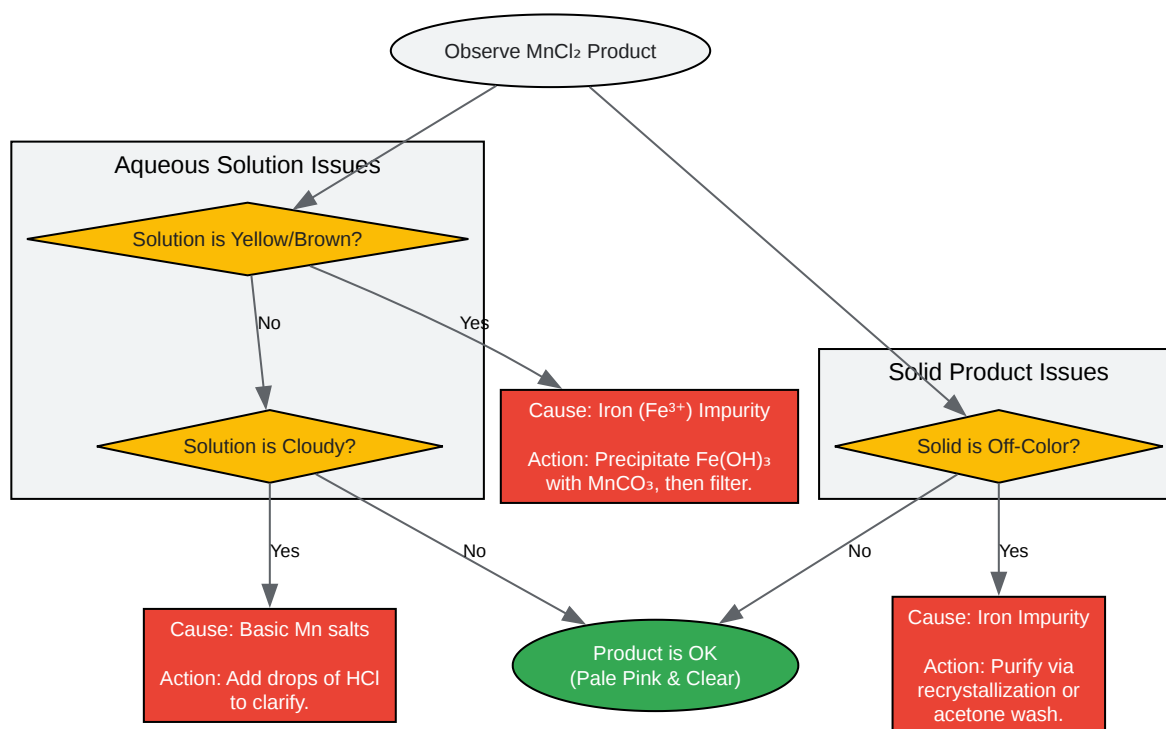 Observe MnCl₂ Product
Aqueous Solution Issues
Solution is Yellow/Brown?
No
Yes
Solid Product Issues
Cause: Iron (Fe³⁺) Impurity
Action: Precipitate Fe(OH)₃
with MnCO₃, then filter.
Solution is Cloudy?
Solid is Off-Color?
Yes
No
No
Yes
Cause: Basic Mn salts
Action: Add drops of HCl
to clarify.
Product is OK
(Pale Pink & Clear)
Cause: Iron Impurity
Action: Purify via
recrystallization or
acetone wash.